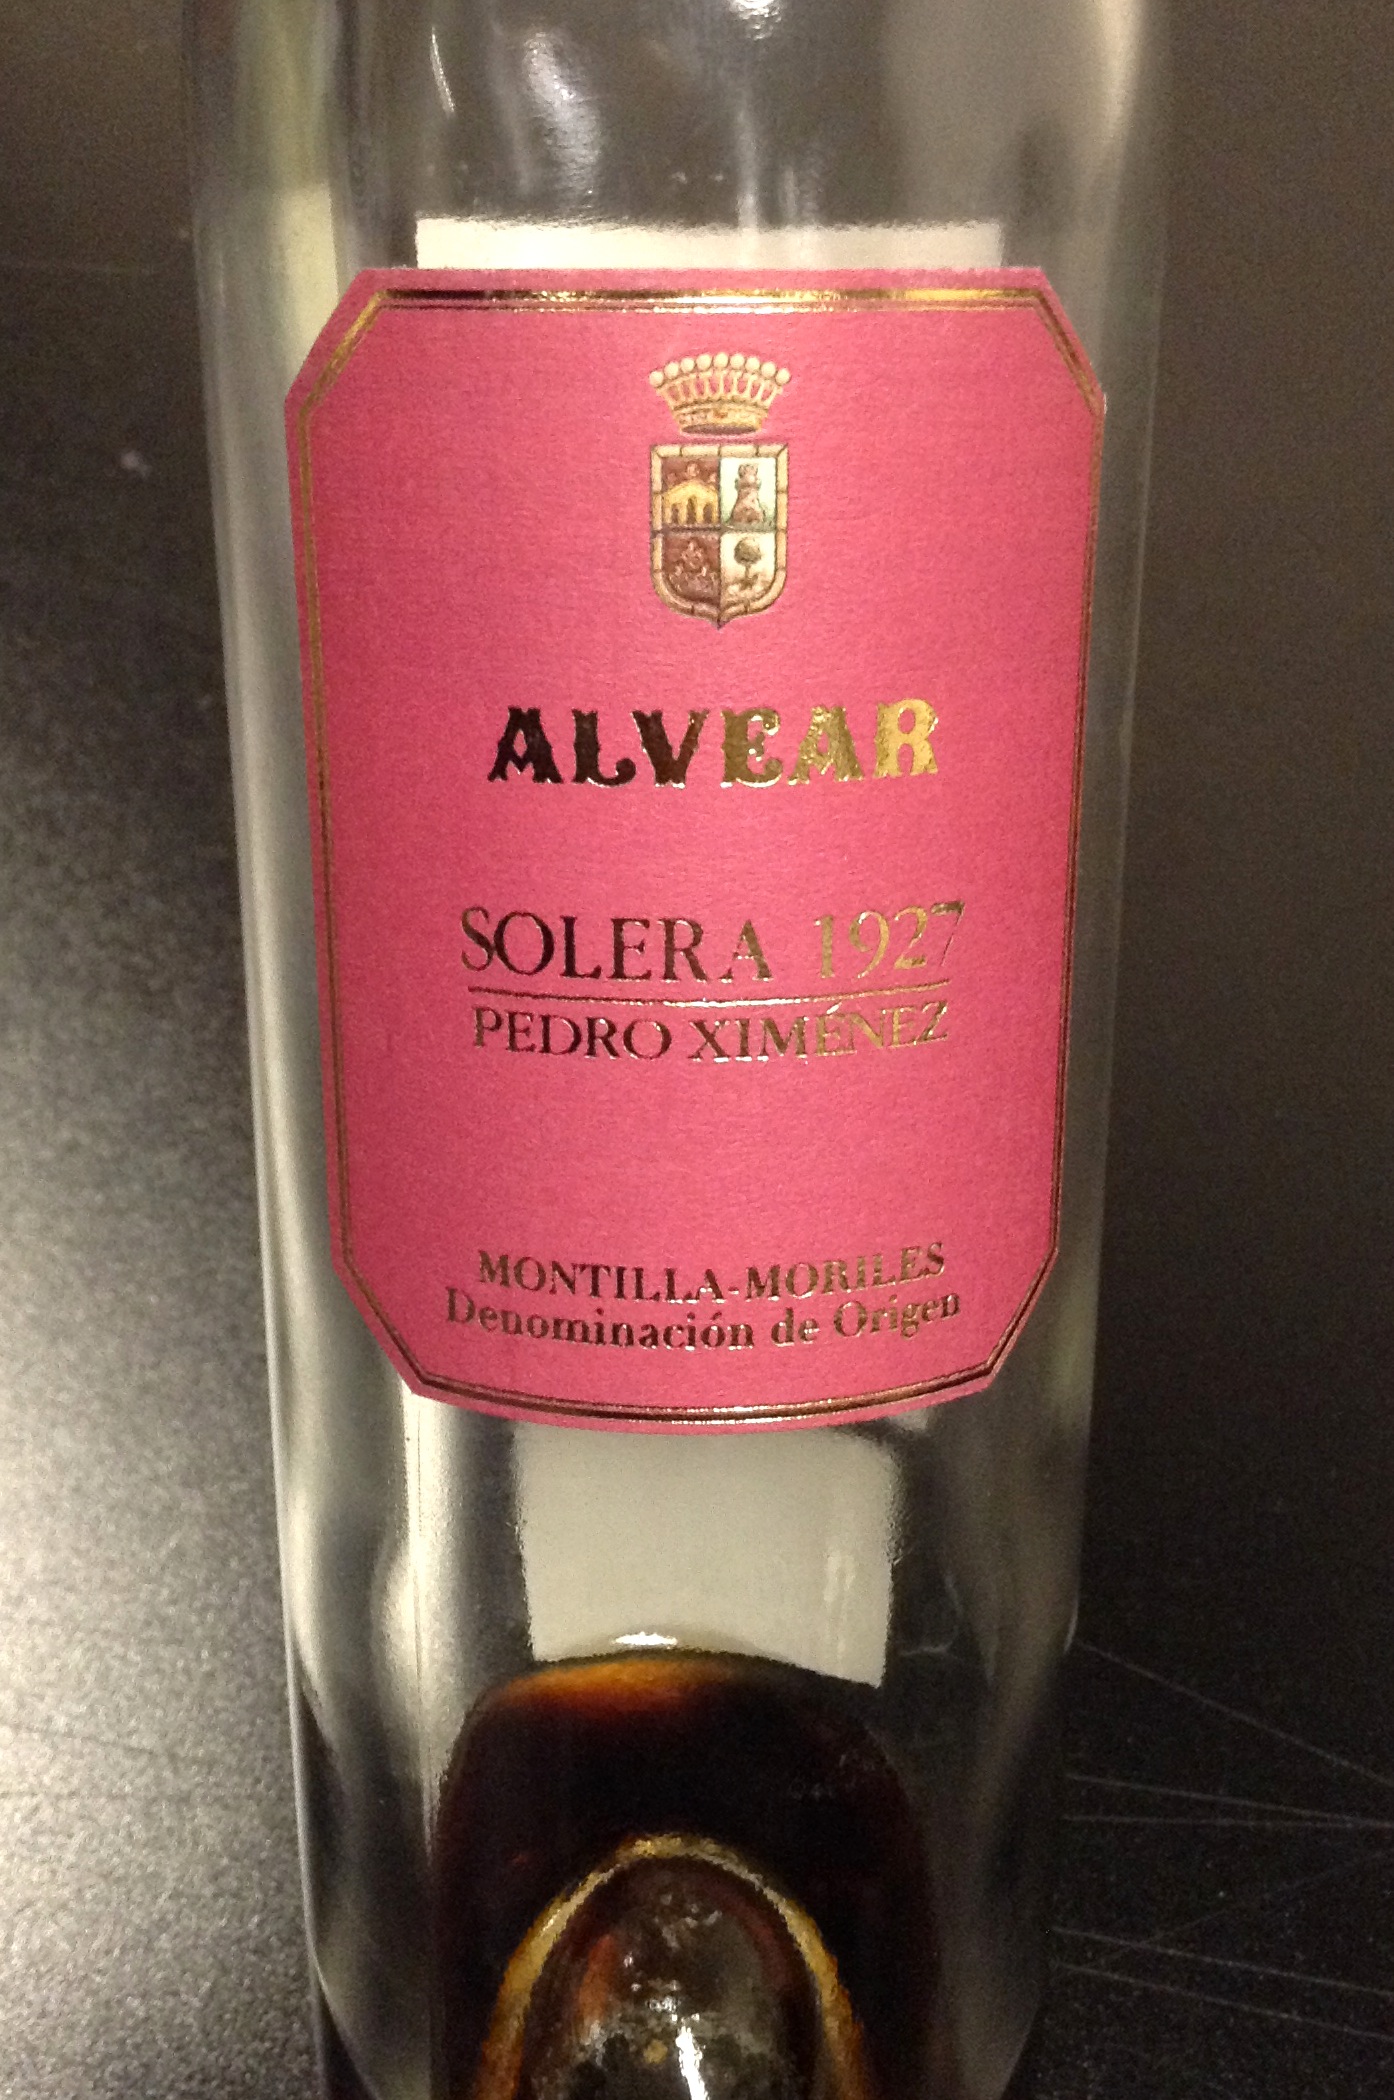 ALVEAR
SOLERA 1927
PEDRO XIMÉNEZ
MONTILLA-MORILES
Denominación de Origen